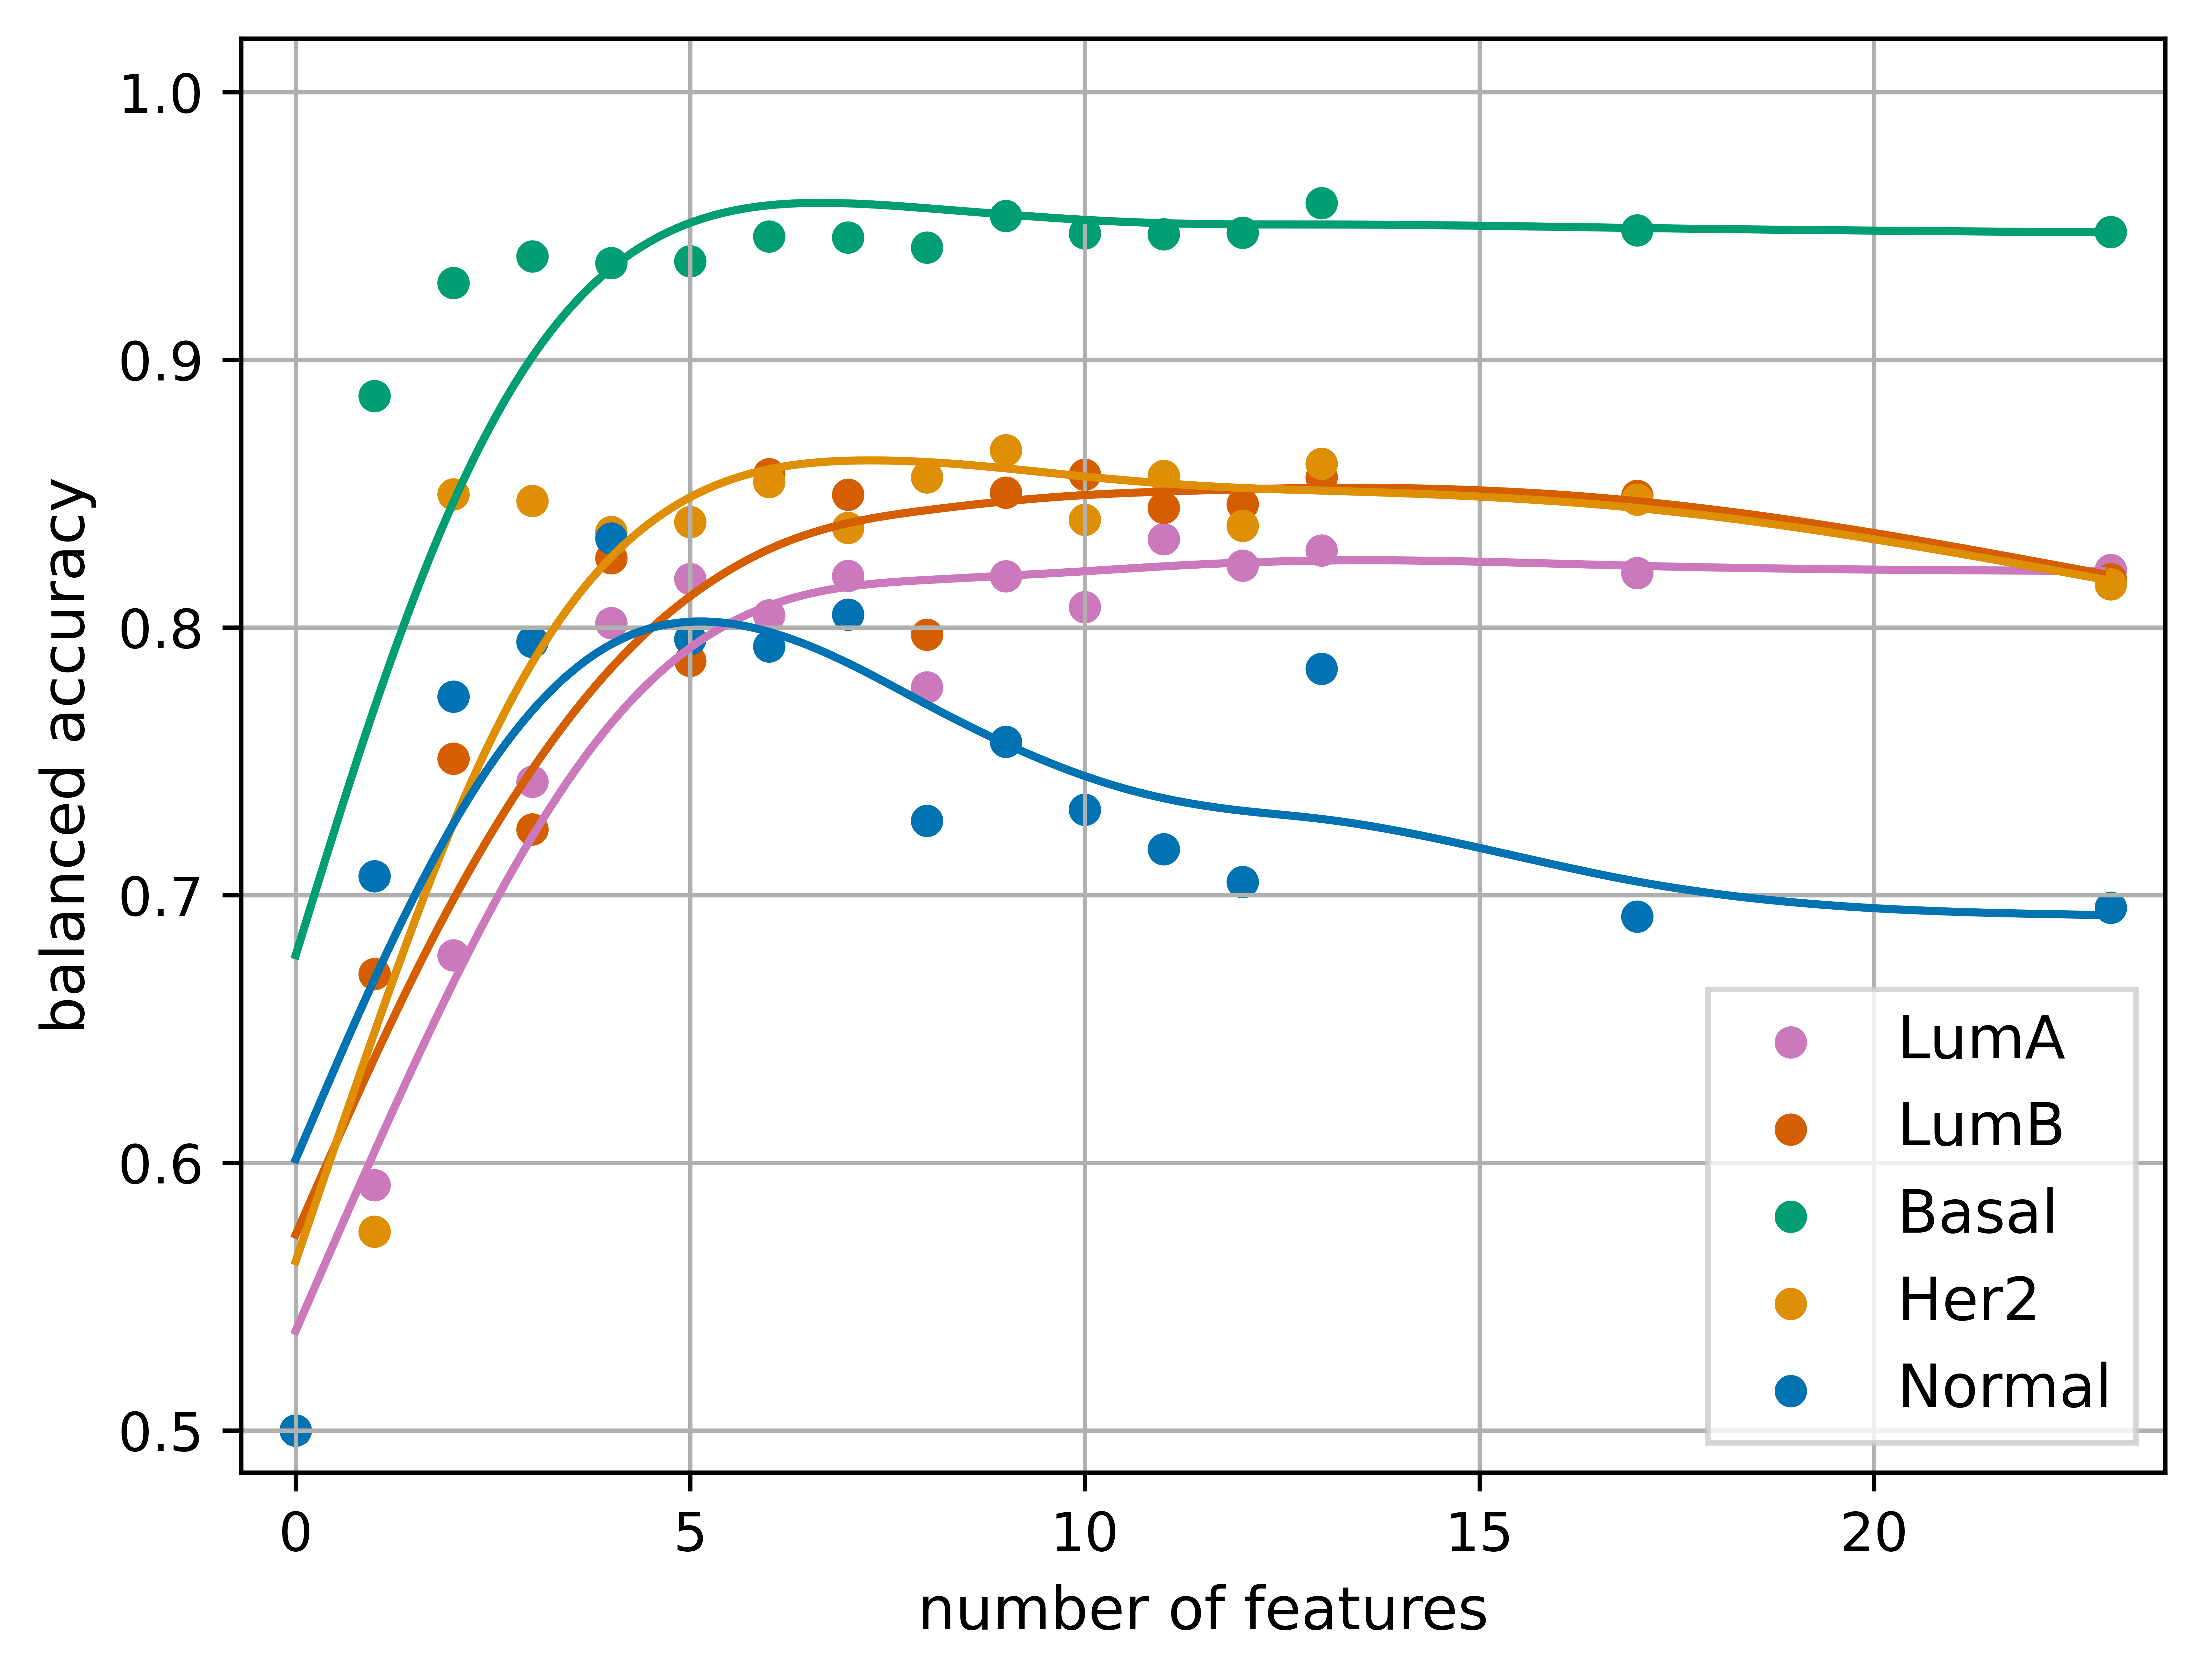 balanced accuracy
1.0
0.9
0.8
0.7
0.6
0.5
0 5 10 15 20
number of features
LumA
LumB
Basal
Her2
Normal